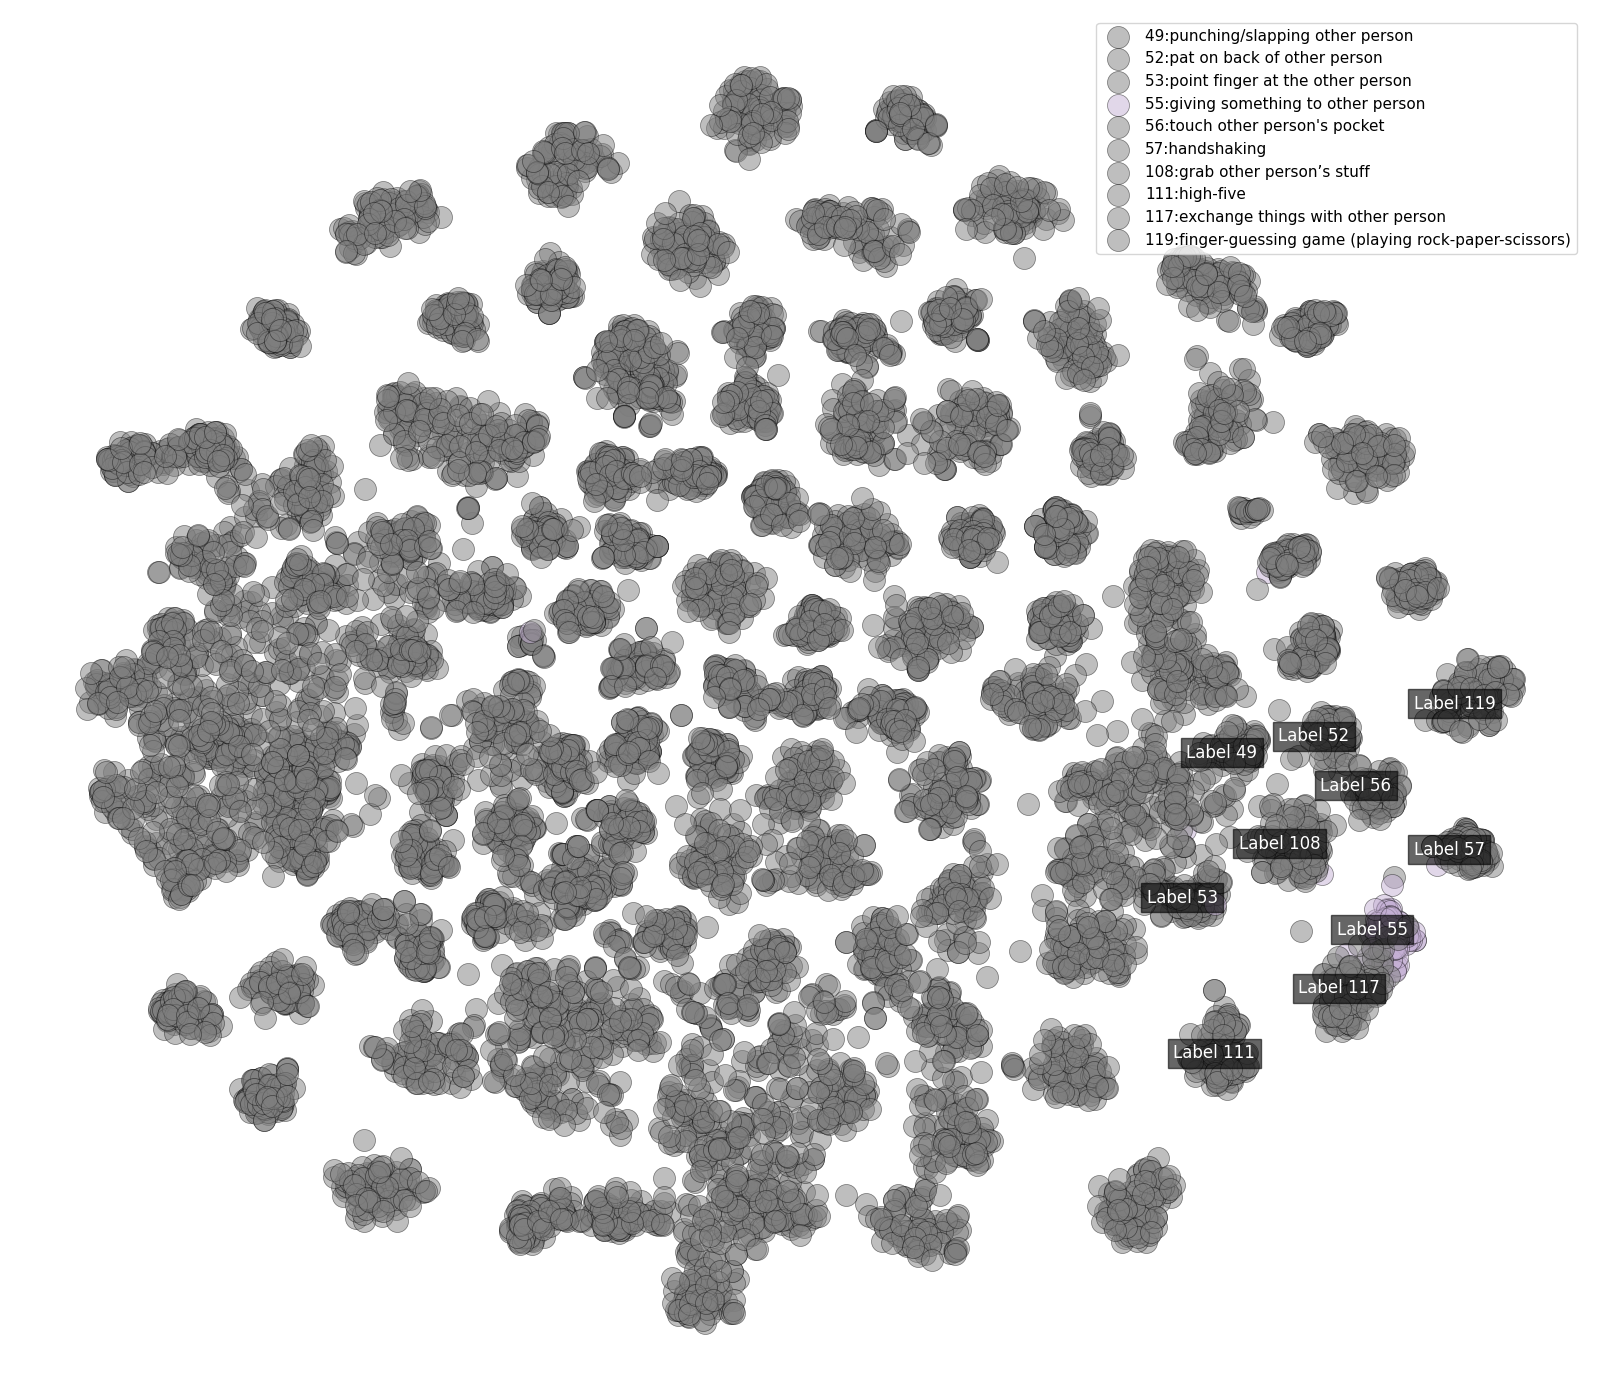 49:punching/slapping other person
52:pat on back of other person
53:point finger at the other person
55:giving something to other person
56:touch other person's pocket
57:handshaking
108:grab other person’s stuff
111:high-five
117:exchange things with other person
119:finger-guessing game (playing rock-paper-scissors)
Label 119
Label 52
Label 49
Label 56
Label 108
Label 57
Label 53
Label 55
Label 117
Label 111